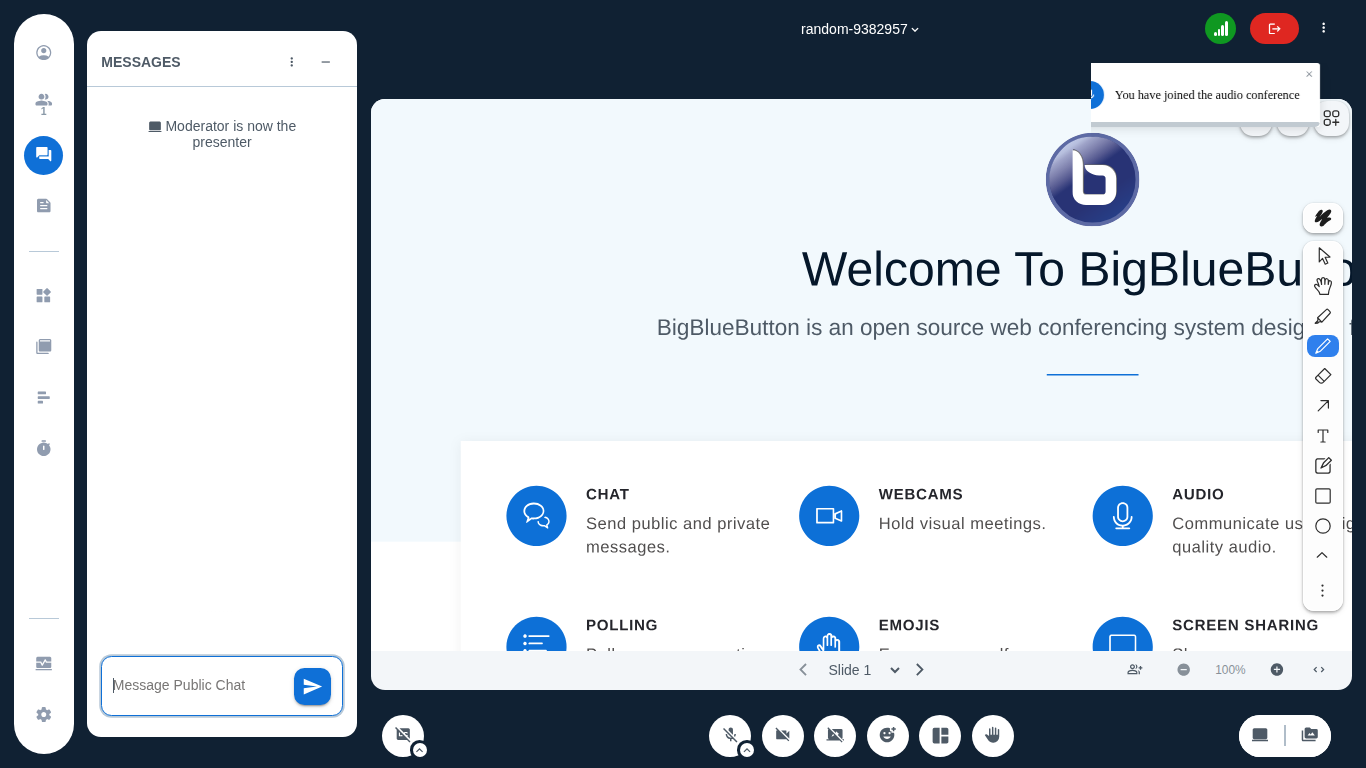 random-9382957
MESSAGES
1
Moderator is now the
presenter
Message Public Chat
You have joined the audio conference
Welcome To BigBlueBu
BigBlueButton is an open source web conferencing system
CHAT
Send public and private
messages.
WEBCAMS
Hold visual meetings.
AUDIO
Communicate
quality audio.
POLLING
EMOJIS
SCREEN SHARING
Slide 1
100%